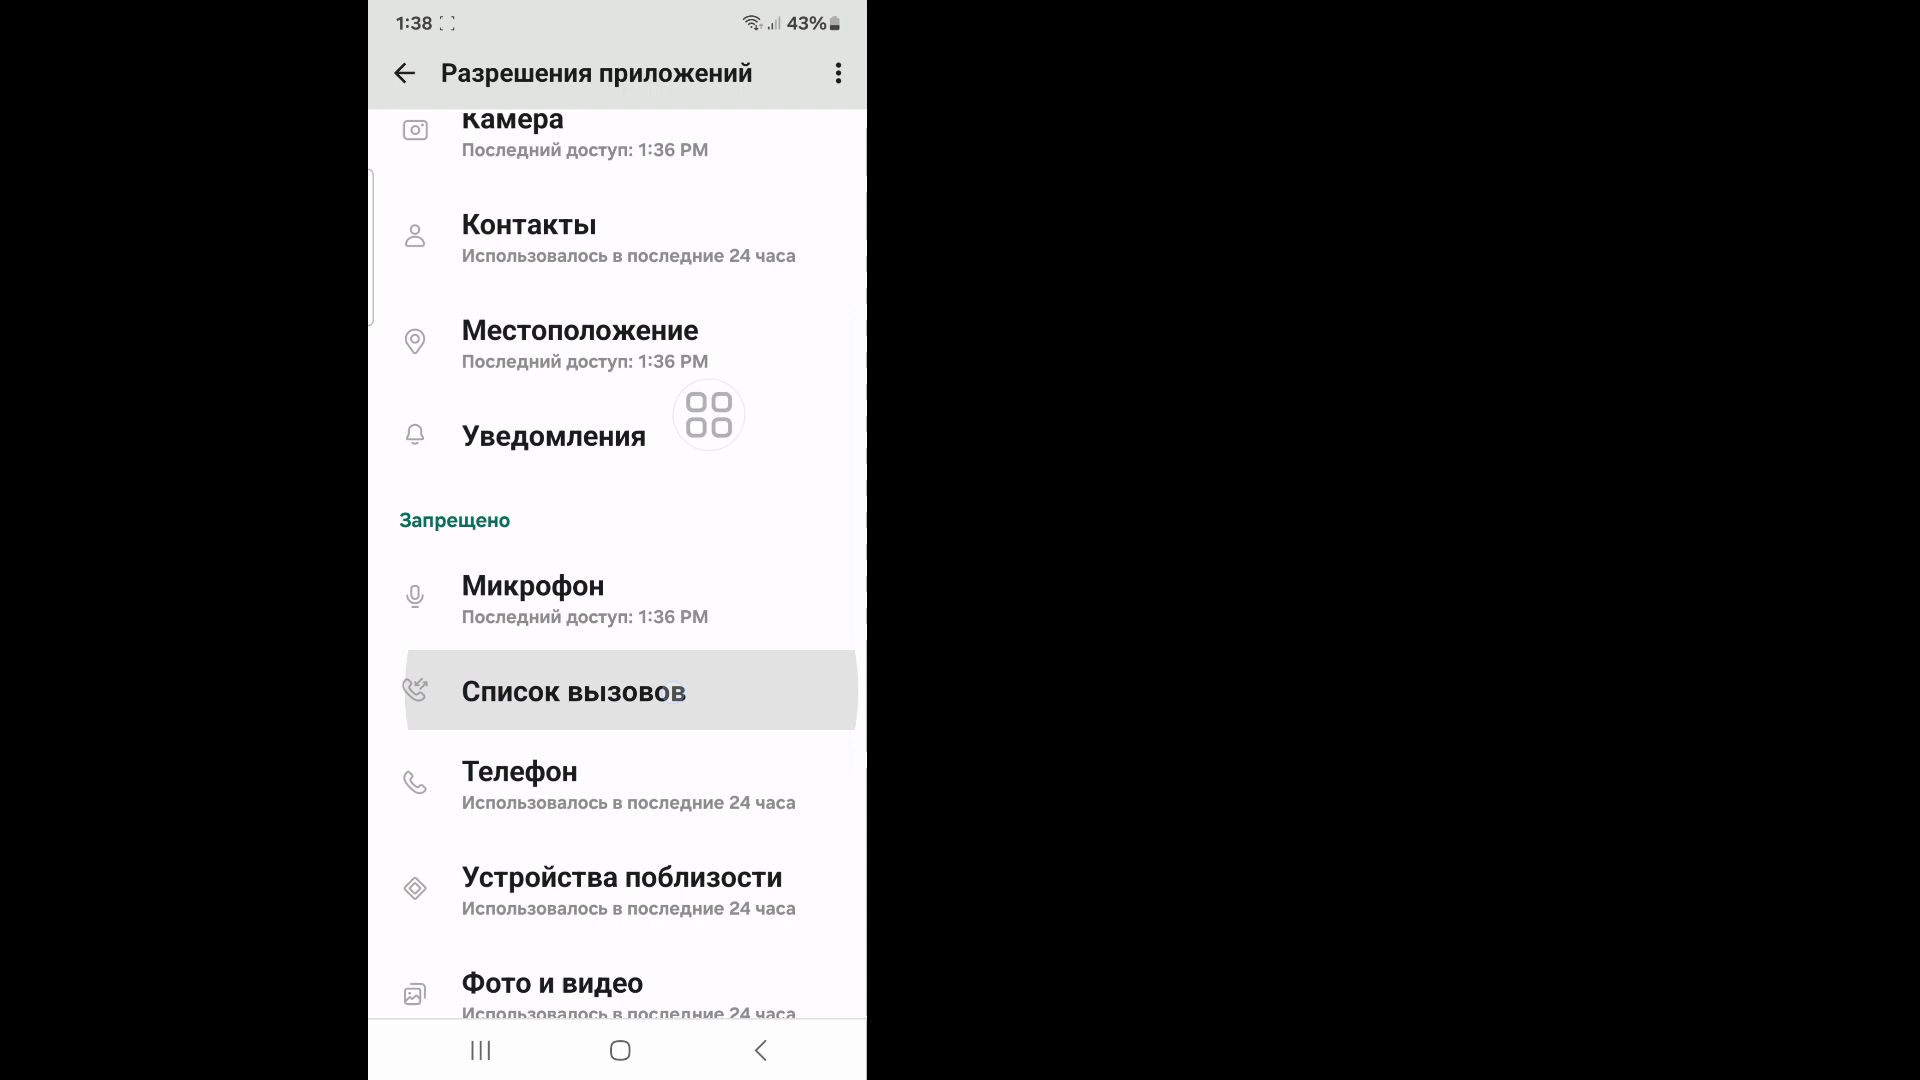 1:38
43%
Разрешения приложений
Камера
Последний доступ: 1:36 PM
Контакты
Использовалось в последние 24 часа
Местоположение
Последний доступ: 1:36 PM
Уведомления
Запрещено
Микрофон
Последний доступ: 1:36 PM
Список вызовов
Телефон
Использовалось в последние 24 часа
Устройства поблизости
Использовалось в последние 24 часа
Фото и видео
Использовалось в последние 24 часа